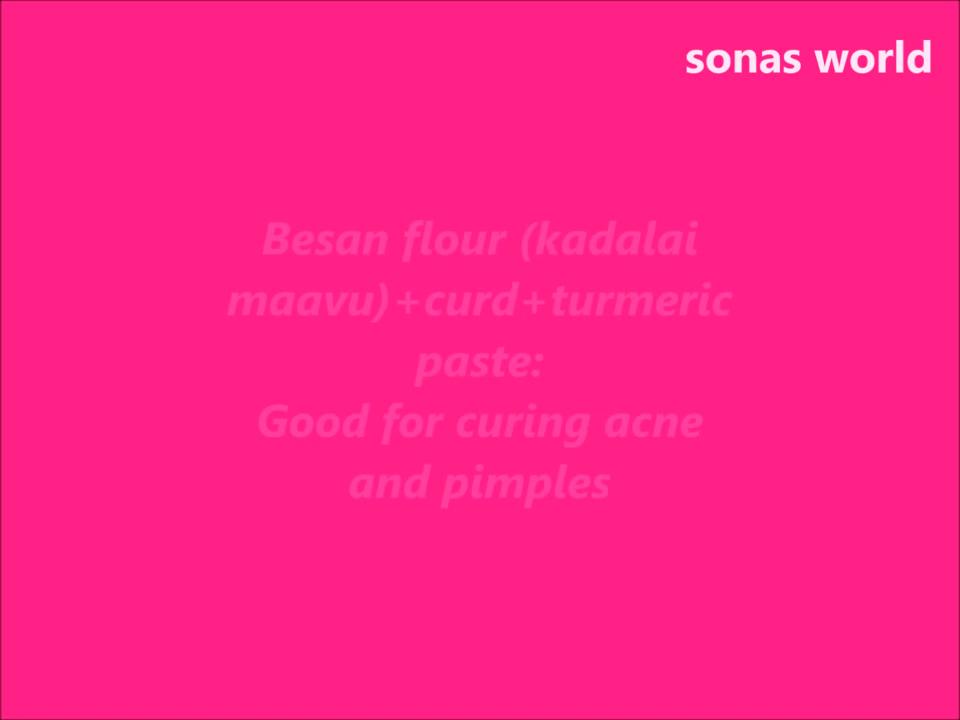 sonas world
Besan flour (kadalai
maavu)+curd+turmeric
paste:
Good for curing acne
and pimples